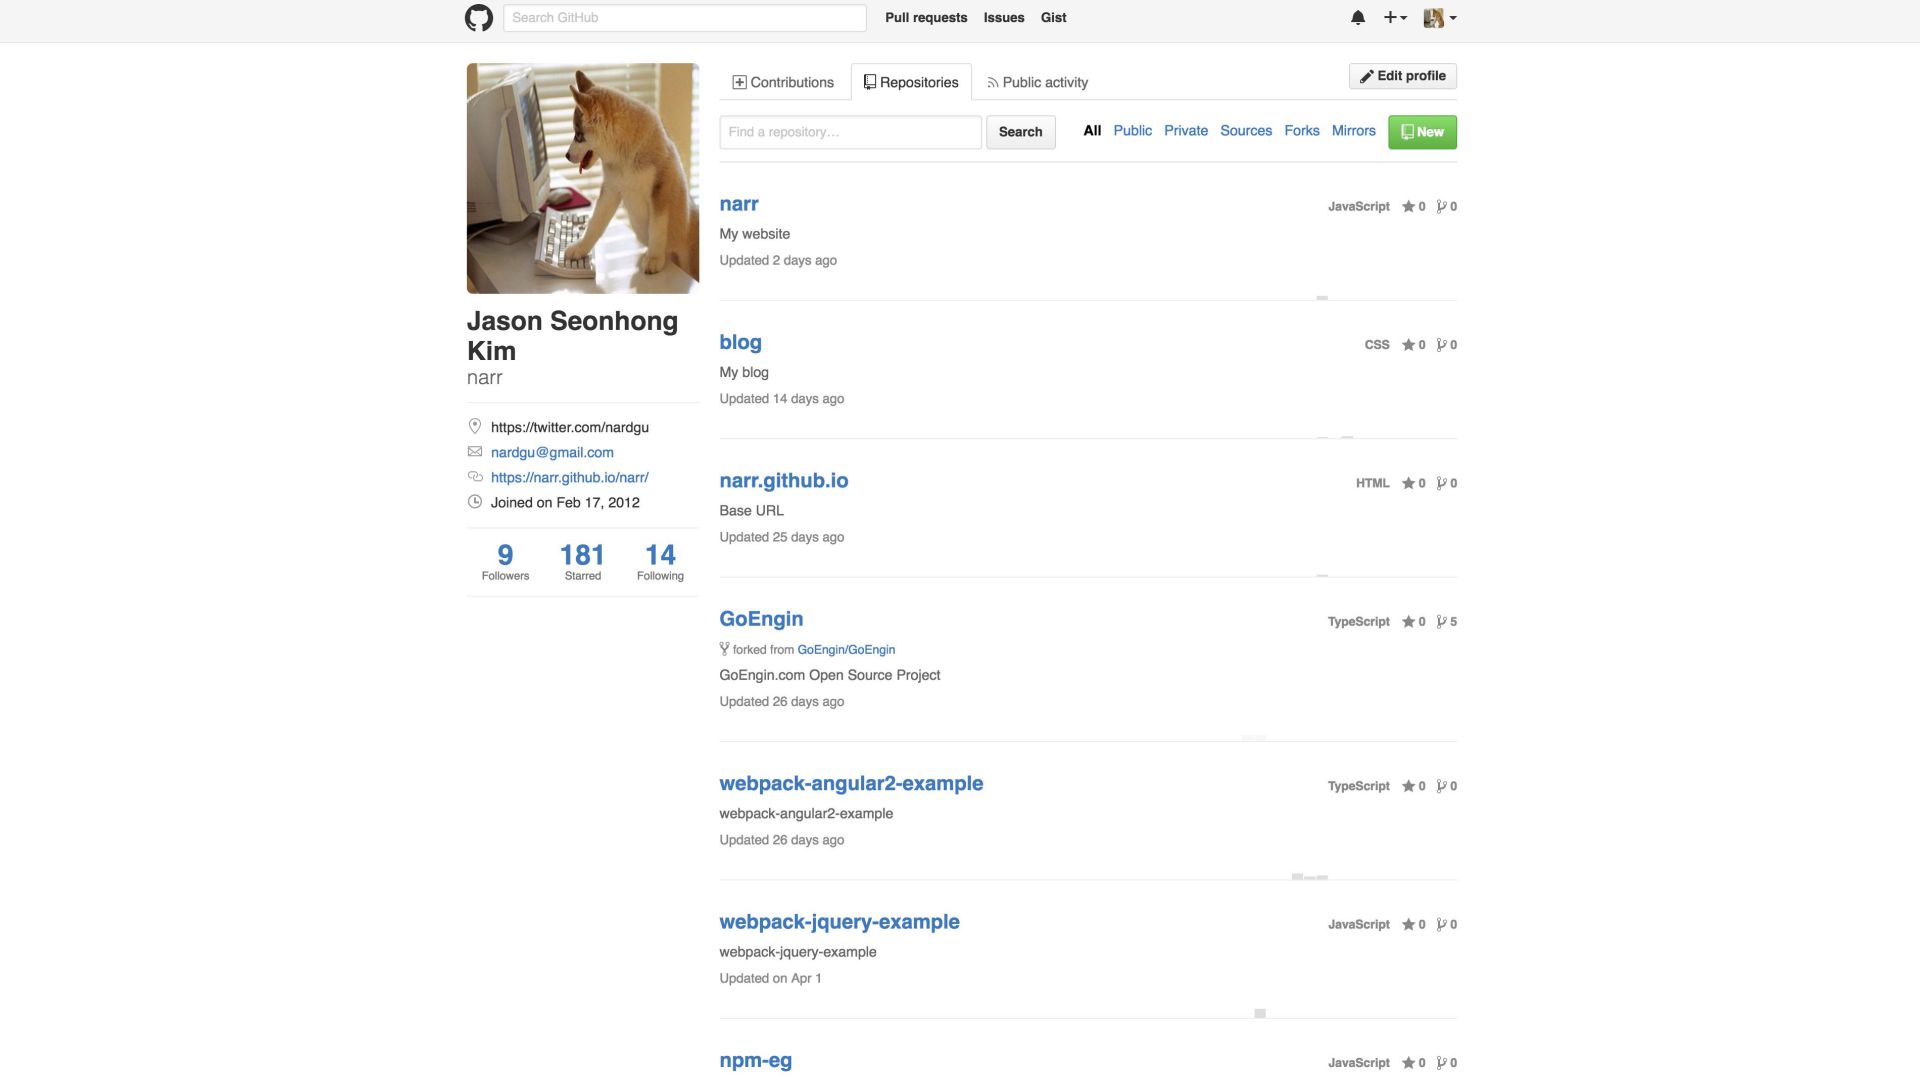 Search GitHub
Pull requests Issues Gist
Contributions Repositories Public activity
Edit profile
Find a repository… Search All Public Private Sources Forks Mirrors New
Jason Seonhong
Kim
narr
https://twitter.com/nardgu
nardgu@gmail.com
https://narr.github.io/narr/
Joined on Feb 17, 2012
9 181 14
Followers Starred Following
narr JavaScript 0 0
My website
Updated 2 days ago
blog CSS 0 0
My blog
Updated 14 days ago
narr.github.io HTML 0 0
Base URL
Updated 25 days ago
GoEngin TypeScript 0 5
forked from GoEngin/GoEngin
GoEngin.com Open Source Project
Updated 26 days ago
webpack-angular2-example TypeScript 0 0
webpack-angular2-example
Updated 26 days ago
webpack-jquery-example JavaScript 0 0
webpack-jquery-example
Updated on Apr 1
npm-eg JavaScript 0 0